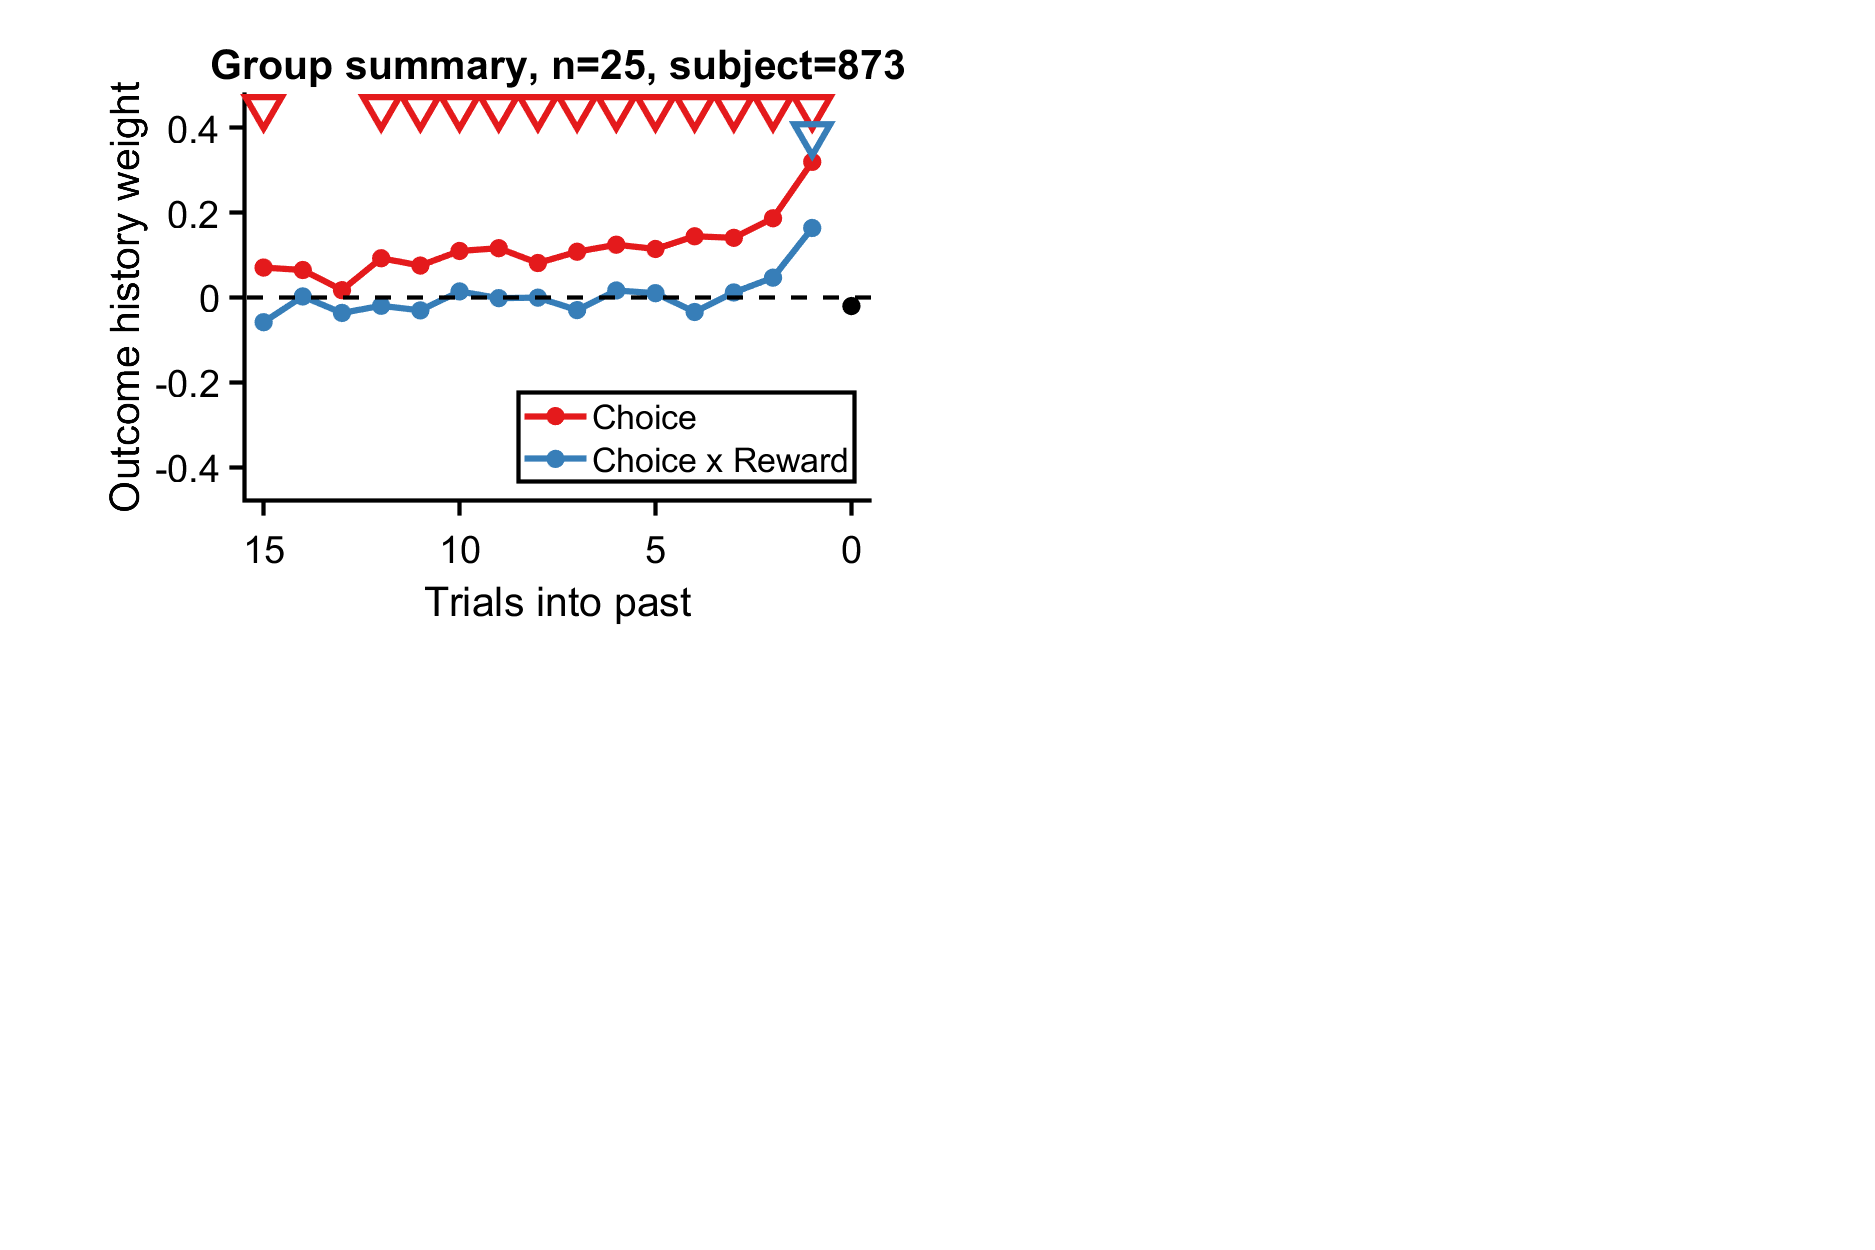 Group summary, n=25, subject=873
Outcome history weight
0.4
0.2
0
-0.2
-0.4
Choice
Choice x Reward
15 10 5 0
Trials into past